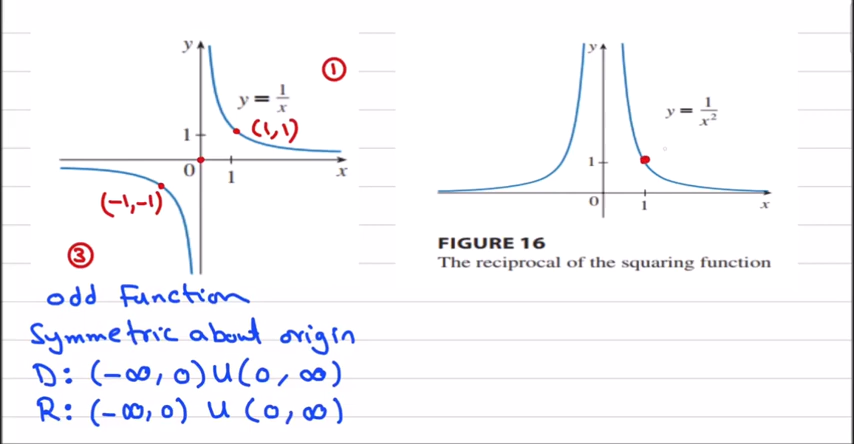 y
①
y = 1/x
1
(1,1)
0
1
x
(-1,-1)
③
odd Function
Symmetric about origin
D: (-∞, 0) U (0, ∞)
R: (-∞, 0) U (0, ∞)
y
y = 1/x²
1
0
1
x
FIGURE 16
The reciprocal of the squaring function